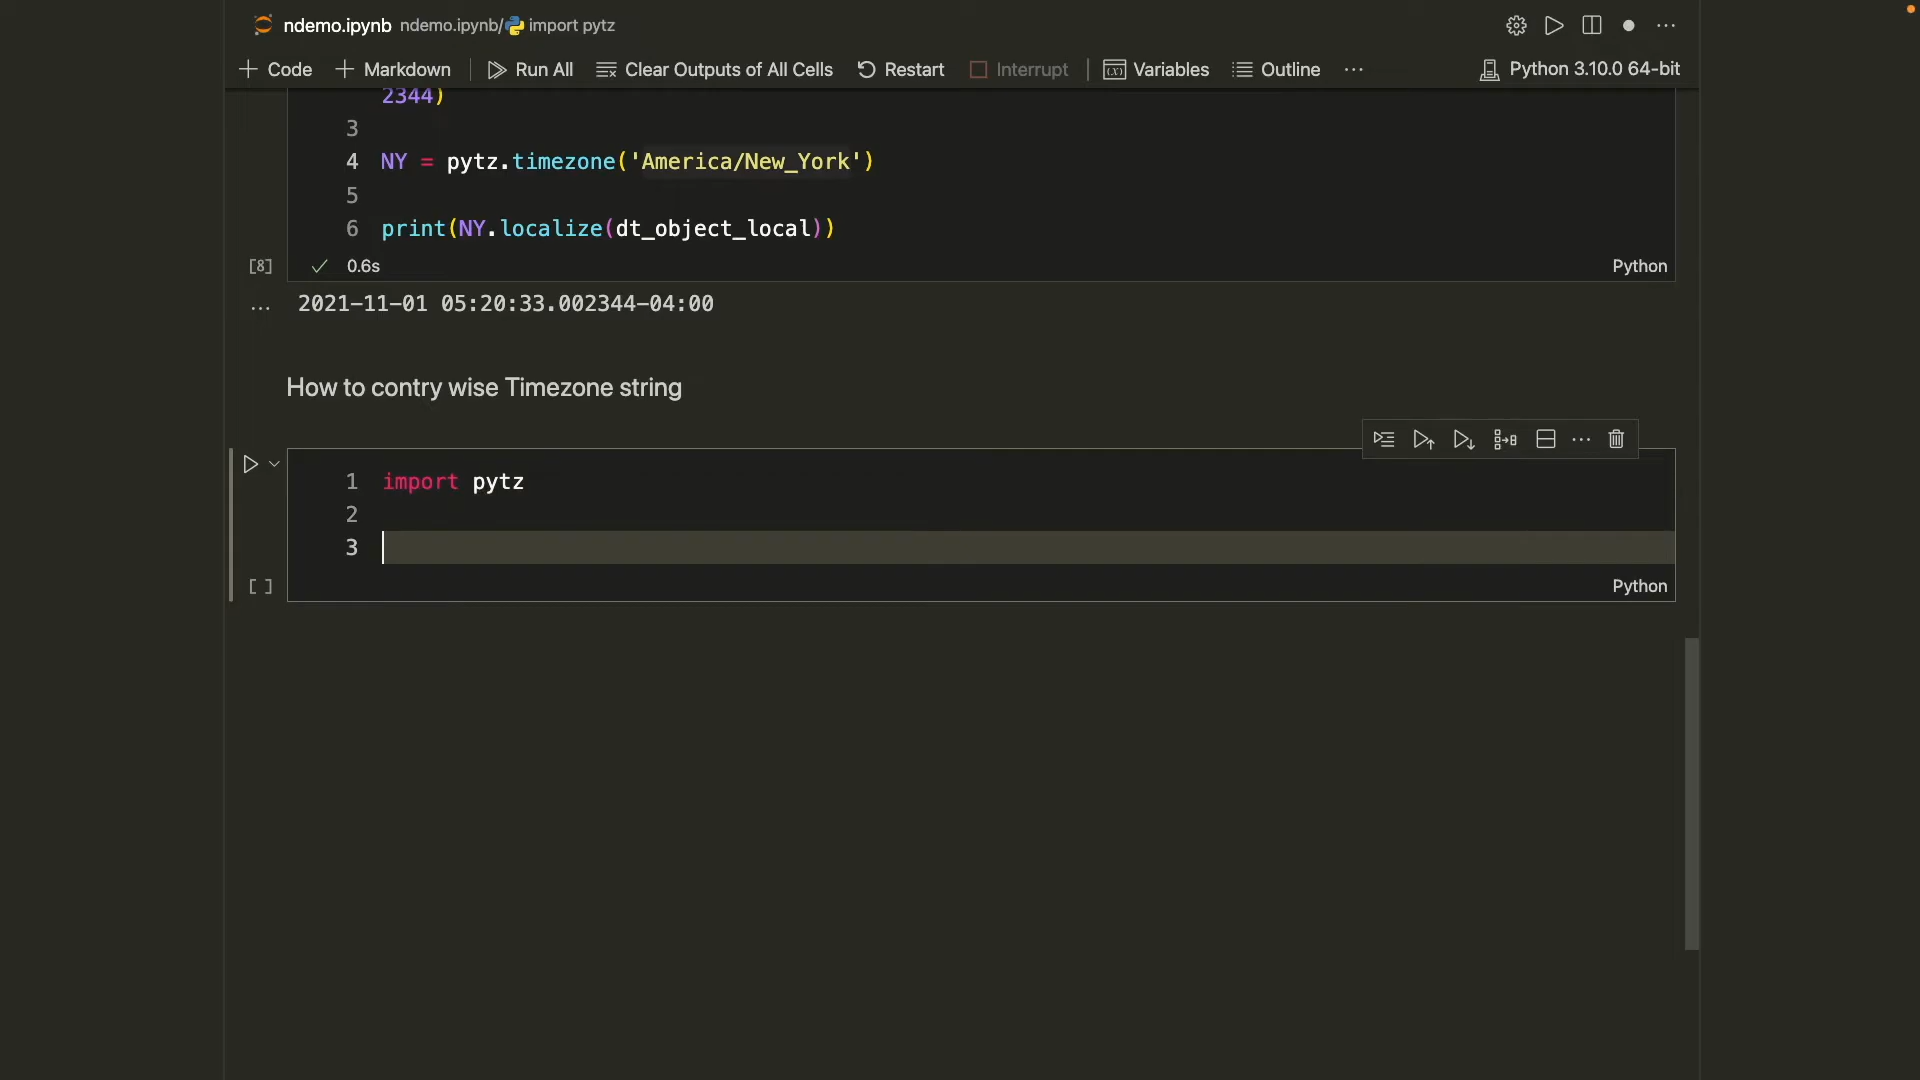 ndemo.ipynb ndemo.ipynb/ import pytz
Code Markdown Run All Clear Outputs of All Cells Restart Interrupt Variables Outline ... Python 3.10.0 64-bit
2344)
3
4 NY = pytz.timezone('America/New_York')
5
6 print(NY.localize(dt_object_local))
[8] 0.6s Python
... 2021-11-01 05:20:33.002344-04:00
How to contry wise Timezone string
1 import pytz
2
3
[ ] Python